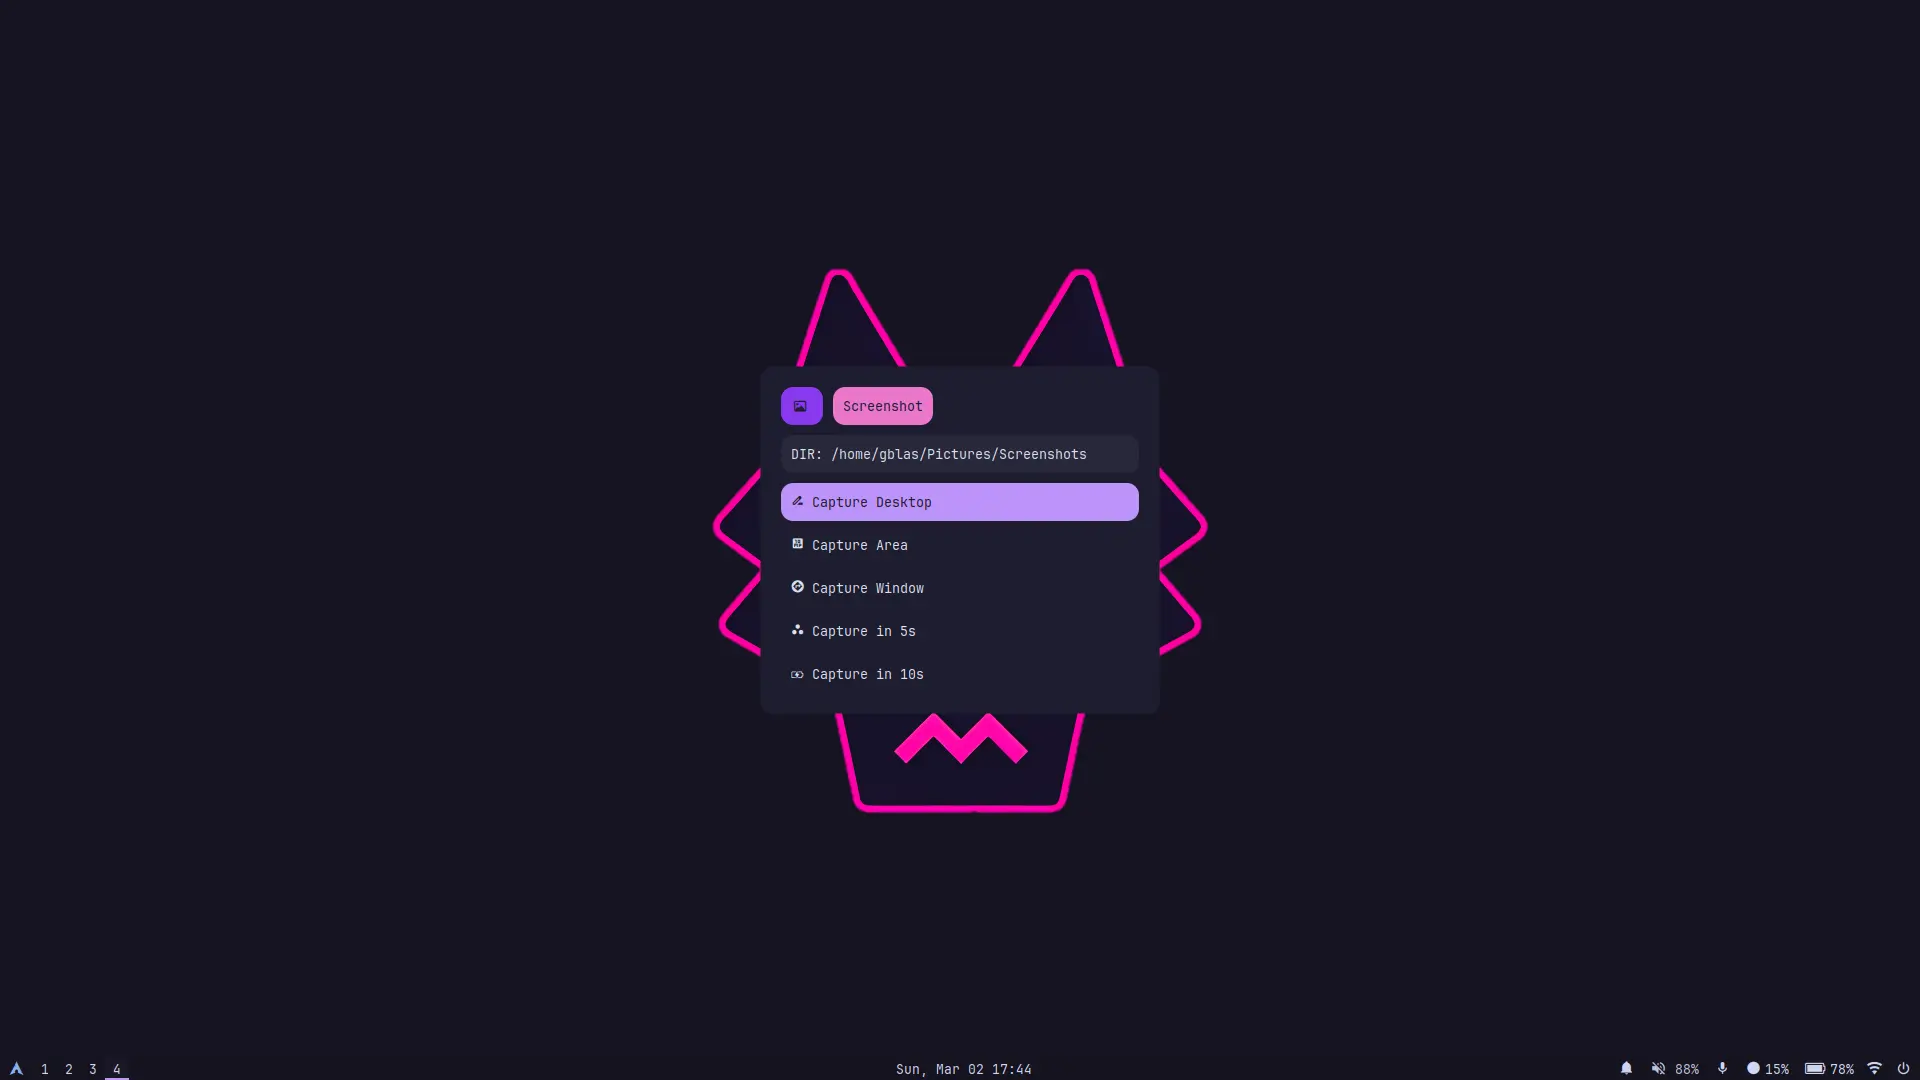 Screenshot
DIR: /home/gblas/Pictures/Screenshots
Capture Desktop
Capture Area
Capture Window
Capture in 5s
Capture in 10s
1 2 3 4
Sun, Mar 02 17:44
88% 15% 78%